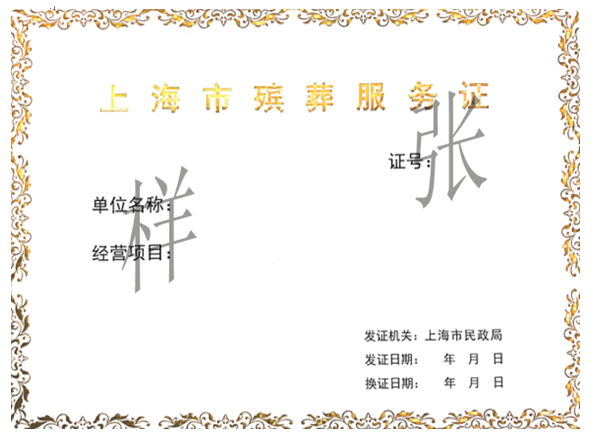 上海市殡葬服务证
证号：
单位名称：
经营项目：
样张
发证机关：上海市民政局
发证日期： 年 月 日
换证日期： 年 月 日